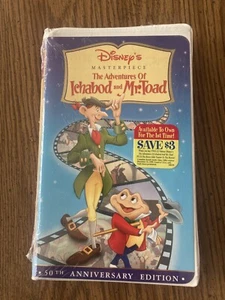 Disney's
MASTERPIECE
The Adventures Of
Ichabod and Mr. Toad
Available To Own
For The 1st Time!
SAVE $3
50TH ANNIVERSARY EDITION